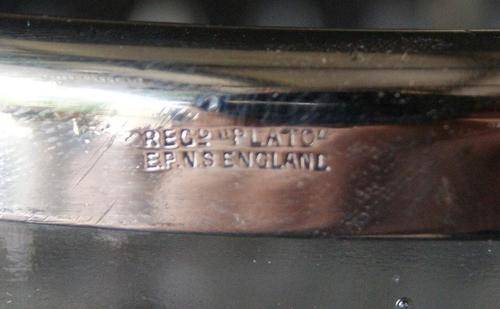 REGD "PLATO"
E.P.N.S ENGLAND.